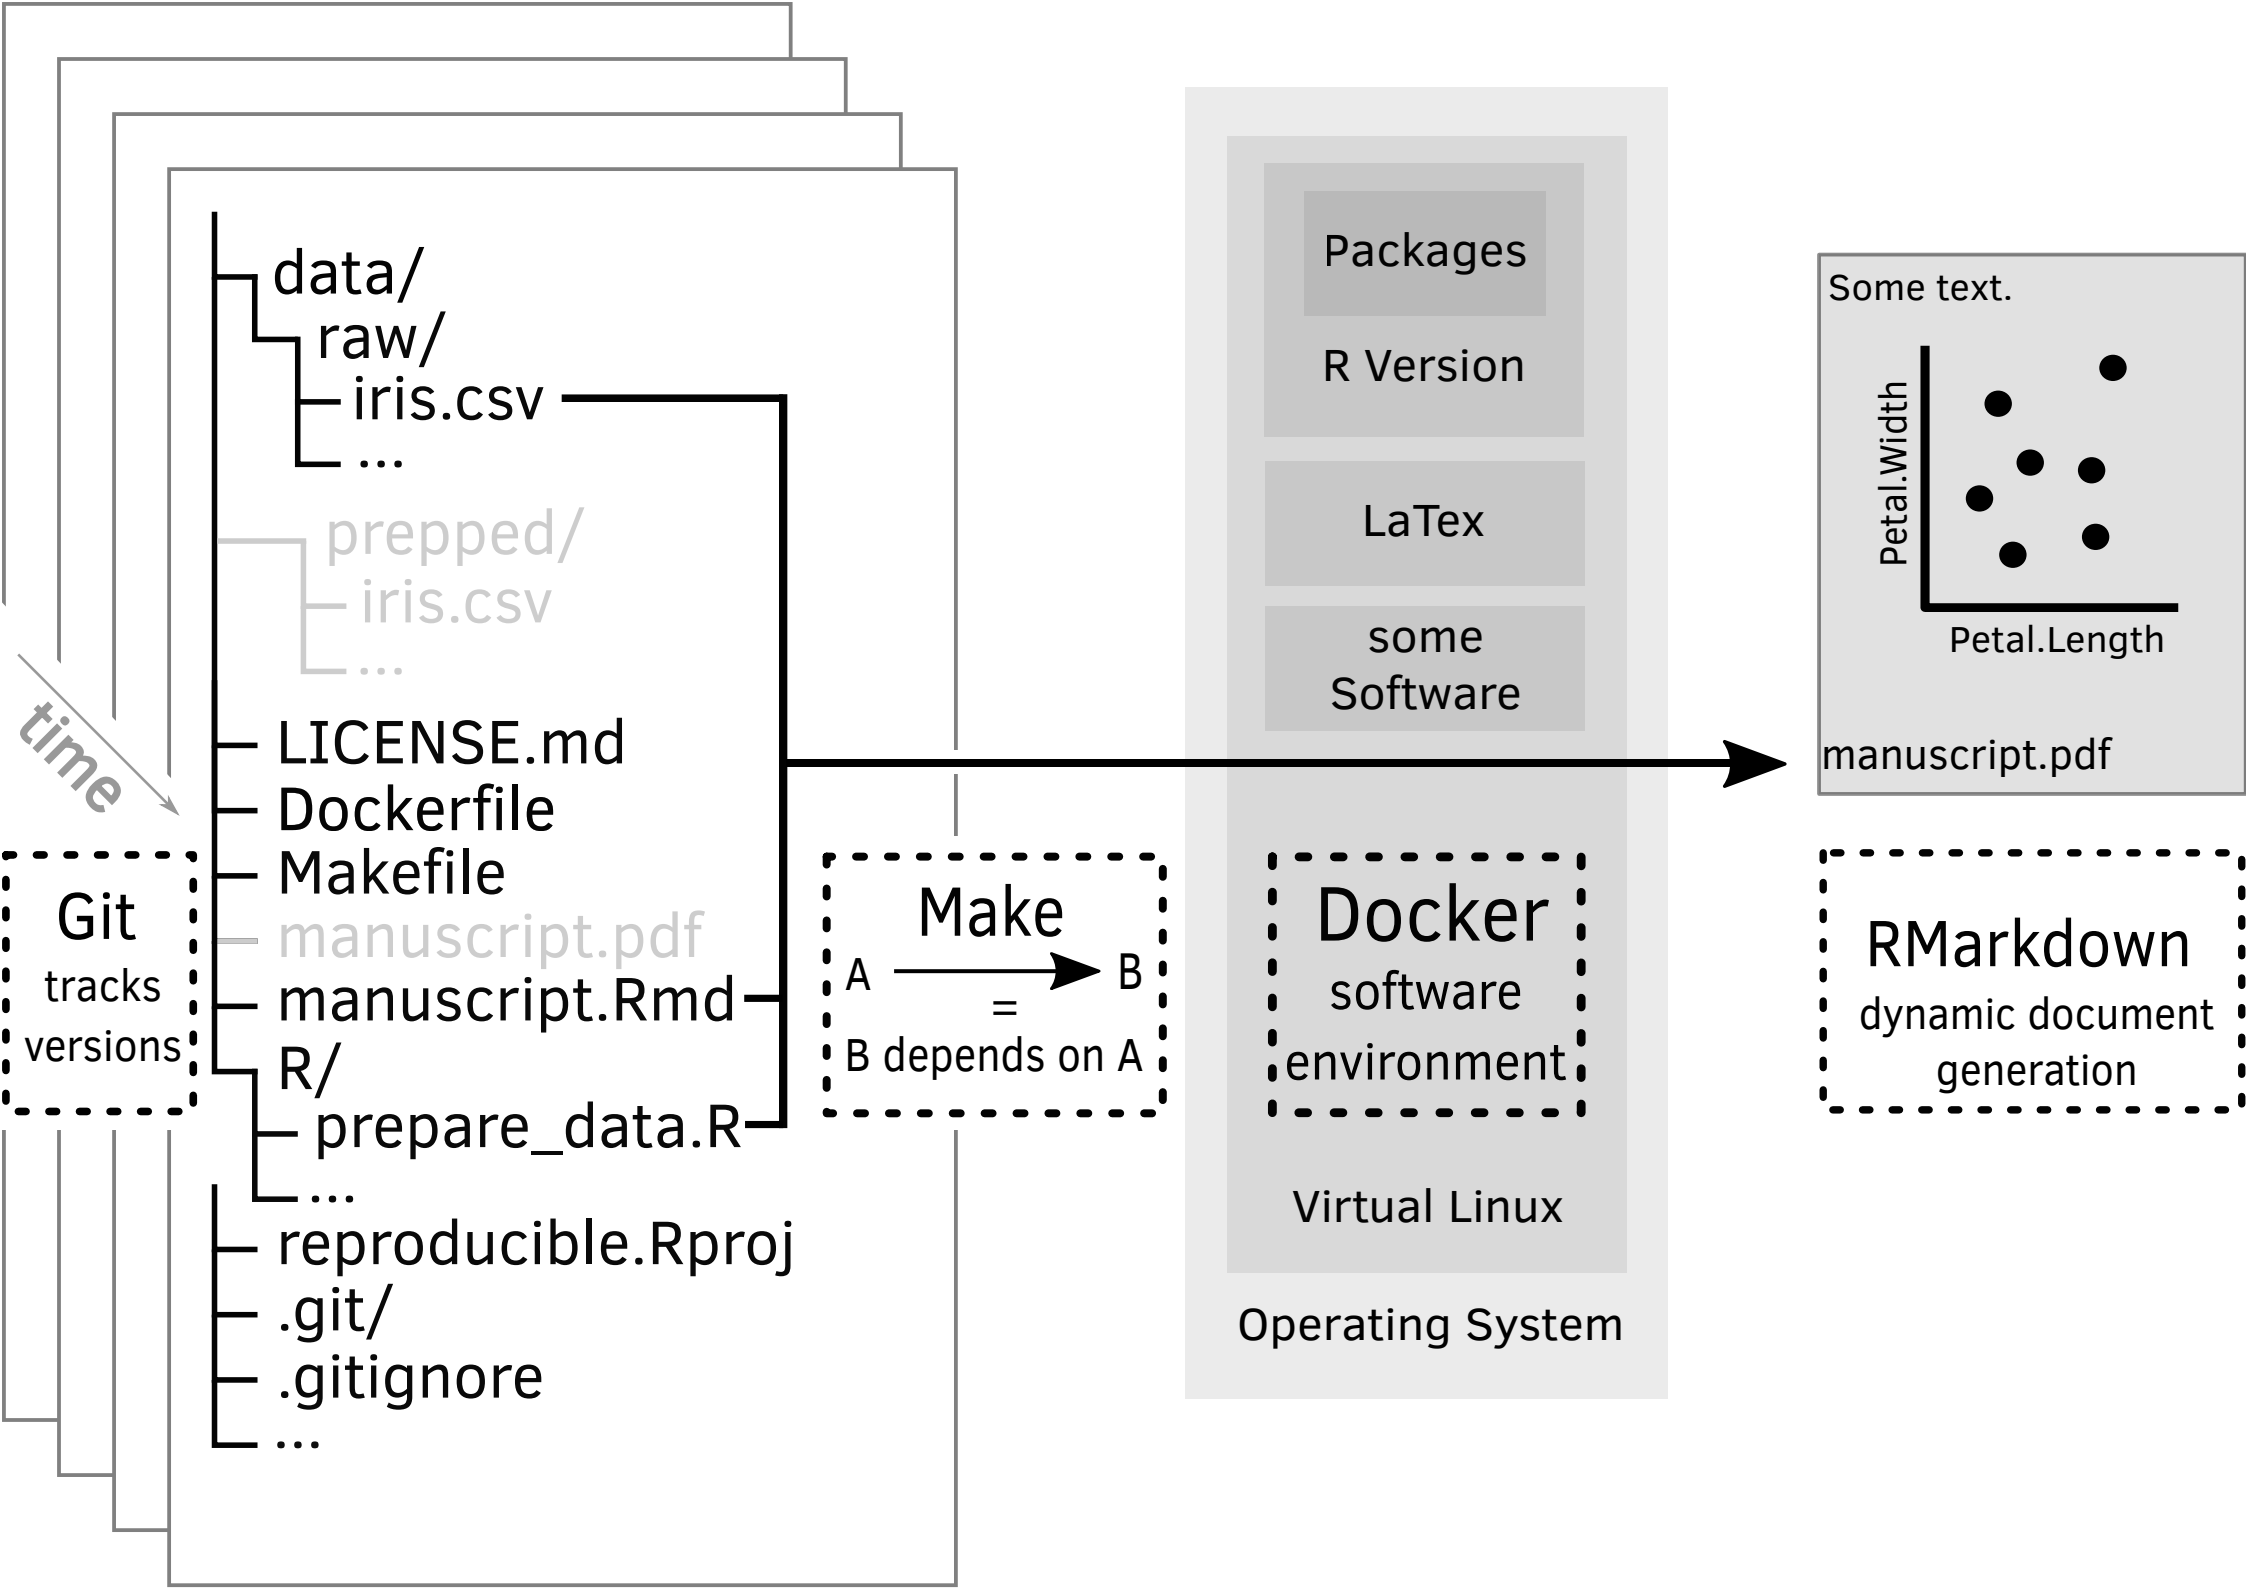 data/
raw/
iris.csv
...
prepped/
iris.csv
...
LICENSE.md
Dockerfile
Makefile
manuscript.pdf
manuscript.Rmd
R/
prepare_data.R
...
reproducible.Rproj
.git/
.gitignore
...
time
Git
tracks
versions
Make
A B
=
B depends on A
Packages
R Version
LaTex
some
Software
Docker
software
environment
Virtual Linux
Operating System
Some text.
Petal.Width
Petal.Length
manuscript.pdf
RMarkdown
dynamic document
generation